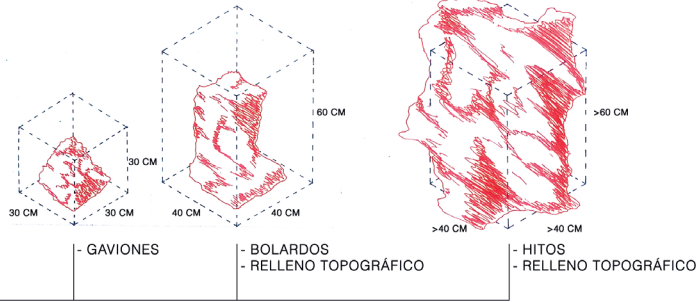 30 CM
30 CM
30 CM
- GAVIONES
60 CM
40 CM
40 CM
- BOLARDOS
- RELLENO TOPOGRÁFICO
>60 CM
>40 CM
>40 CM
- HITOS
- RELLENO TOPOGRÁFICO